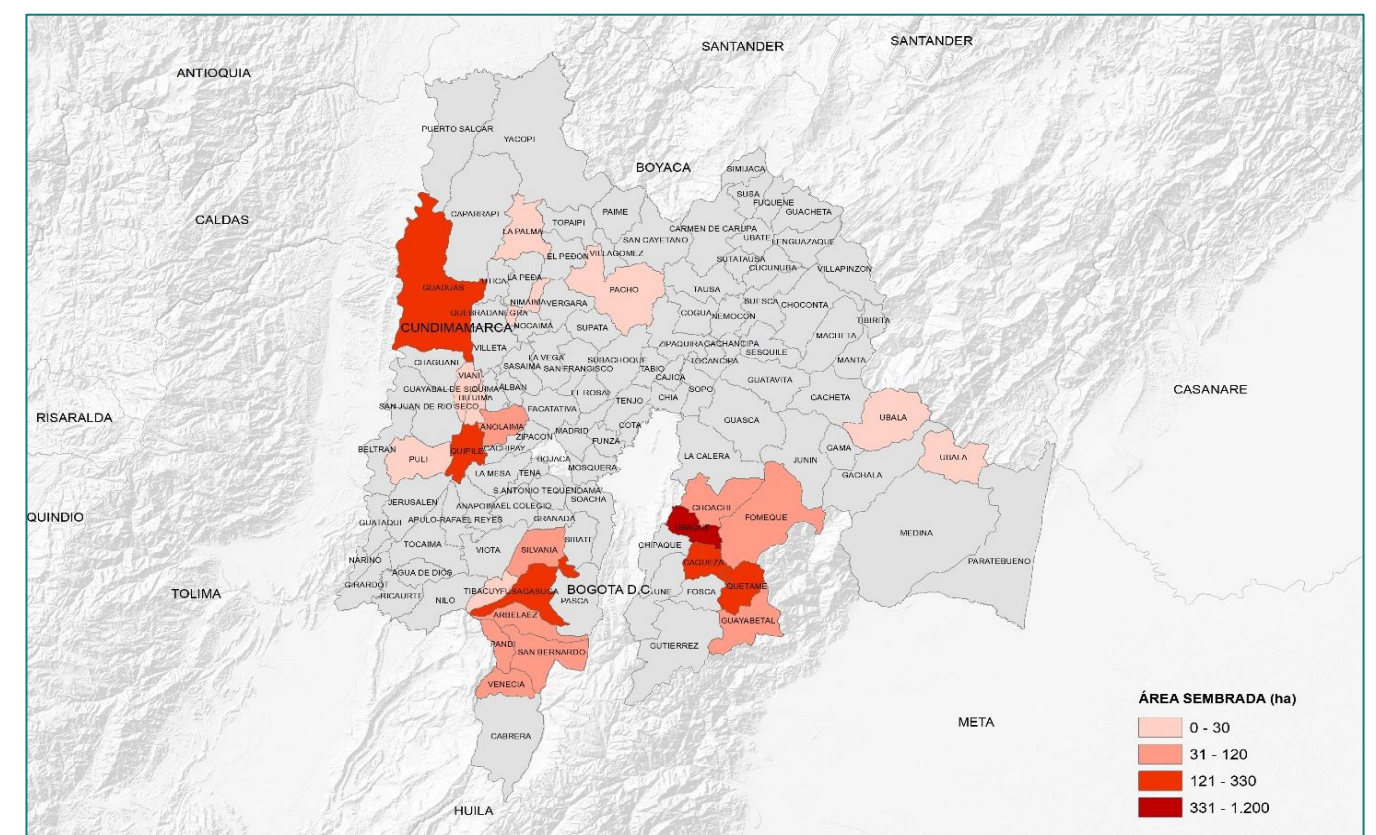 SANTANDER
SANTANDER
ANTIOQUIA
PUERTO SALGAR
YACOPI
BOYACA
SIMIJACA
SUSA
FUQUENE
GUACHETA
CALDAS
CAPARRAPI
LA PALMA
TOPAIPI
PAIME
CARMEN DE CARUPA
UBATE
LENGUAZAQUE
SAN CAYETANO
EL PEÐON
VILLAGOMEZ
SUTATAUSA
CUCUNUBA
VILLAPINZON
GUADUAS
UTICA
LA PEÐA
PACHO
TAUSA
NIMAIMA
VERGARA
SUESCA
CHOCONTA
QUEBRADANEGRA
COGUA
NEMOCON
TIBIRITA
CUNDIMAMARCA
NOCAIMA
SUPATA
MACHETA
VILLETA
ZIPAQUIRA
GACHANCIPA
SESQUILE
CHAGUANI
LA VEGA
SUBACHOQUE
TOCANCIPA
MANTA
SASAIMA
SAN FRANCISCO
TABIO
VIANI
CAJICA
GUATAVITA
GUAYABAL DE SIQUIMA
ALBAN
EL ROSAL
SOPO
CASANARE
BITUIMA
TENJO
CHIA
GACHETA
SAN JUAN DE RIO SECO
FACATATIVA
RISARALDA
UBALA
ANOLAIMA
COTA
GUASCA
ZIPACON
MADRID
FUNZA
BELTRAN
PULI
QUIPILE
CACHIPAY
GAMA
LA CALERA
UBALA
BOJACA
JUNIN
LA MESA
TENA
MOSQUERA
GACHALA
S.ANTONIO TEQUENDAMA
SOACHA
JERUSALEN
ANAPOIMA
EL COLEGIO
CHOACHI
QUINDIO
GUATAQUI
APULO-RAFAEL REYES
GRANADA
FOMEQUE
UBAQUE
MEDINA
TOCAIMA
VIOTA
SILVANIA
SIBATE
CHIPAQUE
NARIÑO
CAQUEZA
PARATEBUENO
AGUA DE DIOS
GIRARDOT
QUETAME
TOLIMA
RICAURTE
NILO
TIBACUY
FUSAGASUGA
PASCA
BOGOTA D.C.
UNE
FOSCA
ARBELAEZ
GUAYABETAL
PANDI
SAN BERNARDO
GUTIERREZ
VENECIA
ÁREA SEMBRADA (ha)
META
0 - 30
CABRERA
31 - 120
121 - 330
HUILA
331 - 1.200